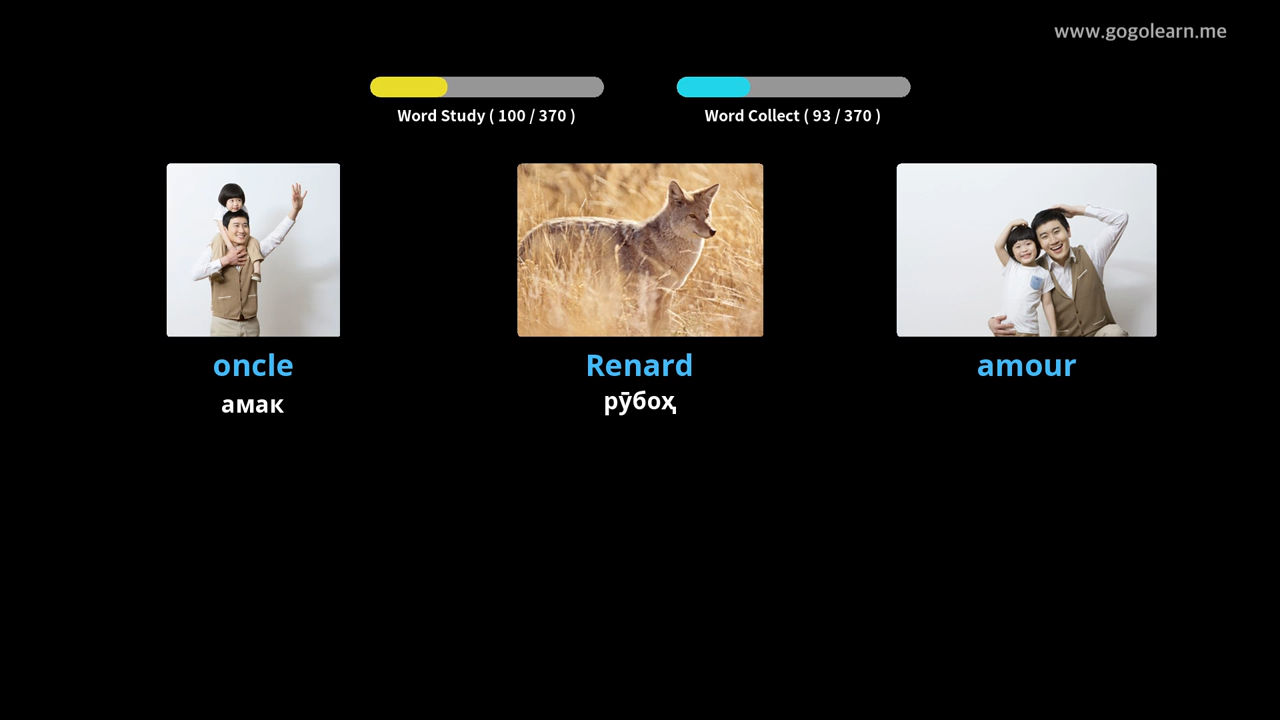 www.gogolearn.me
Word Study ( 100 / 370 )
Word Collect ( 93 / 370 )
oncle
Renard
amour
амак
рӯбоҳ